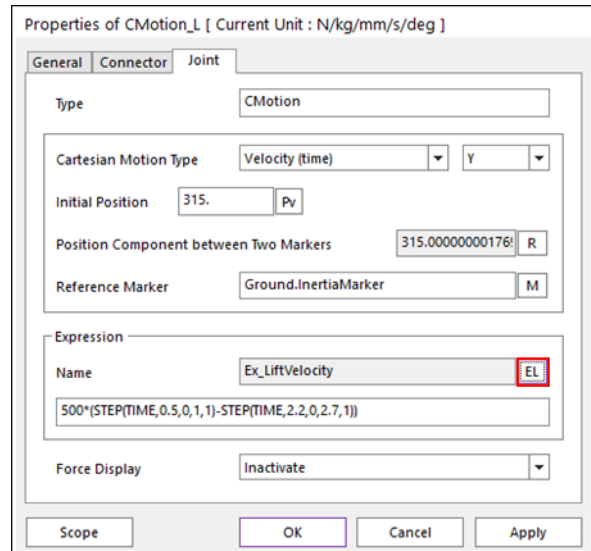 Properties of CMotion_L [ Current Unit : N/kg/mm/s/deg ]
General Connector Joint
Type CMotion
Cartesian Motion Type Velocity (time) Y
Initial Position 315. Pv
Position Component between Two Markers 315.00000000176 R
Reference Marker Ground.InertiaMarker M
Expression
Name Ex_LiftVelocity EL
500*(STEP(TIME,0.5,0,1,1)-STEP(TIME,2.2,0,2.7,1))
Force Display Inactivate
Scope OK Cancel Apply